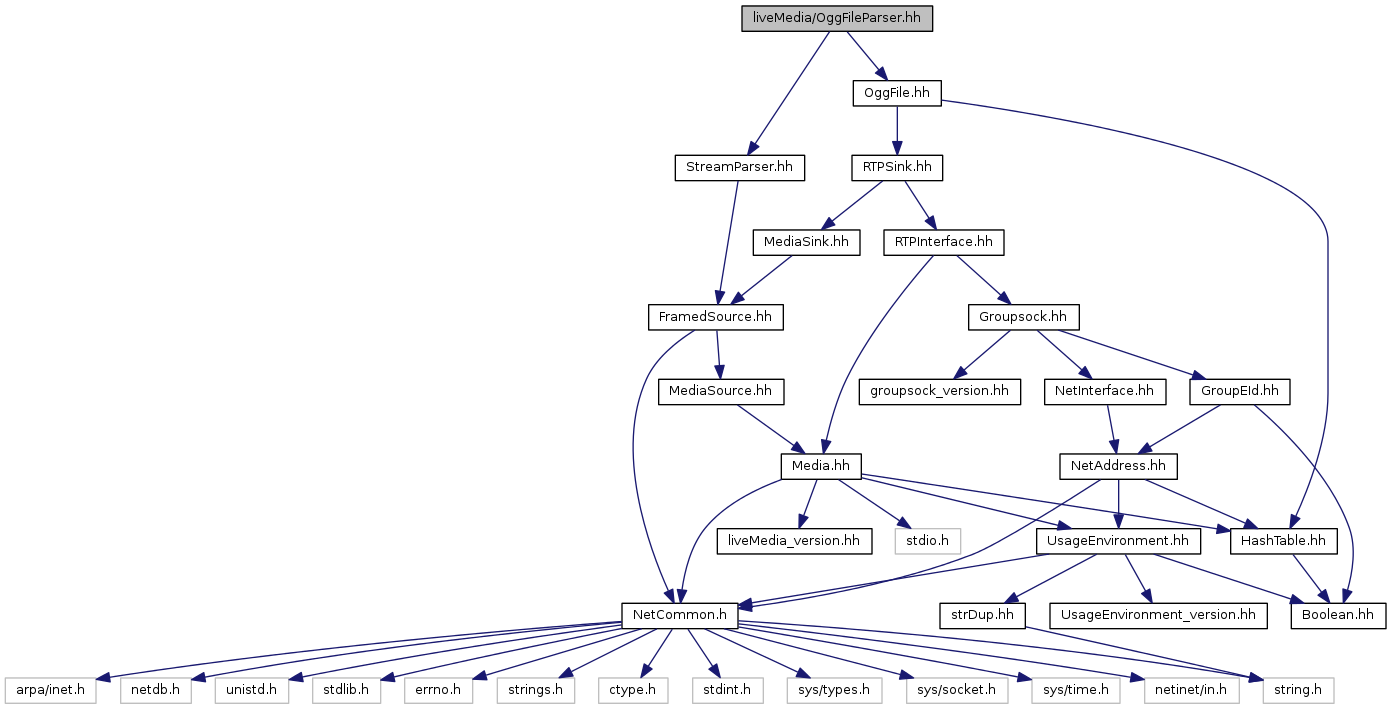 liveMedia/OggFileParser.hh
OggFile.hh
StreamParser.hh
RTPSink.hh
MediaSink.hh
RTPInterface.hh
FramedSource.hh
Groupsock.hh
MediaSource.hh
groupsock_version.hh
NetInterface.hh
GroupEId.hh
Media.hh
NetAddress.hh
liveMedia_version.hh
stdio.h
UsageEnvironment.hh
HashTable.hh
NetCommon.h
strDup.hh
UsageEnvironment_version.hh
Boolean.hh
arpa/inet.h
netdb.h
unistd.h
stdlib.h
errno.h
strings.h
ctype.h
stdint.h
sys/types.h
sys/socket.h
sys/time.h
netinet/in.h
string.h